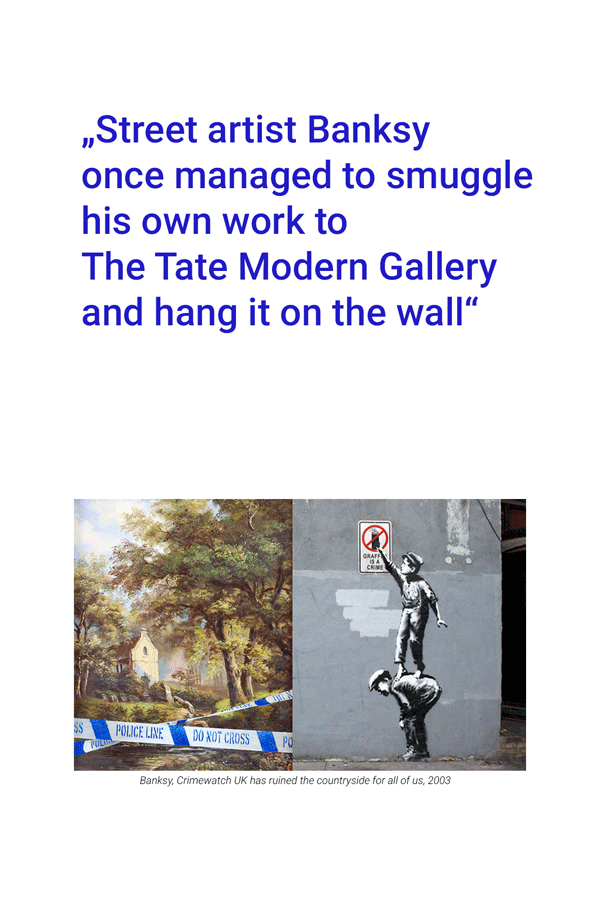 „Street artist Banksy
once managed to smuggle
his own work to
The Tate Modern Gallery
and hang it on the wall“
GRAFFITI
IS A
CRIME
POLICE LINE
DO NOT CROSS
Banksy, Crimewatch UK has ruined the countryside for all of us, 2003